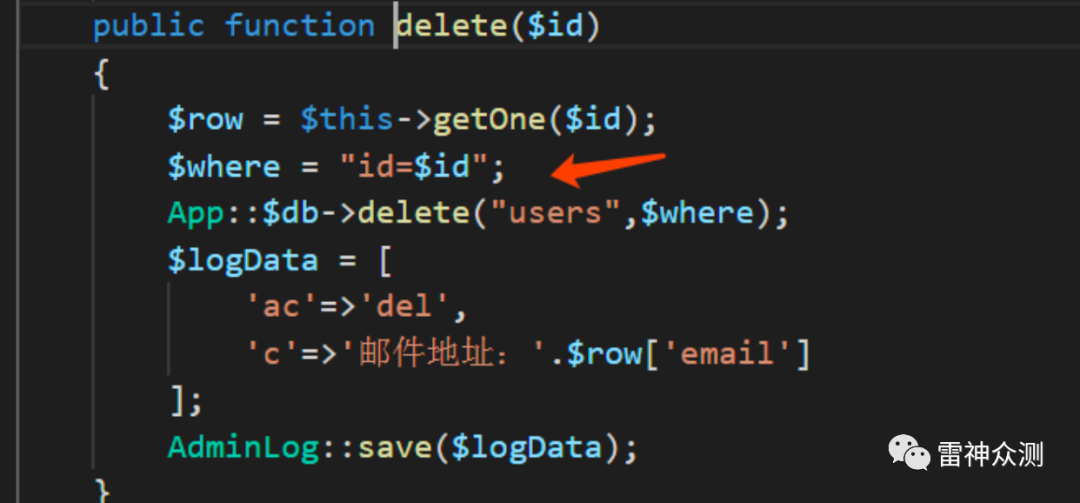 public function delete($id)
{
$row = $this->getOne($id);
$where = "id=$id";
App::$db->delete("users",$where);
$logData = [
'ac'=>'del',
'c'=>'邮件地址：'.$row['email']
];
AdminLog::save($logData);
}
雷神众测